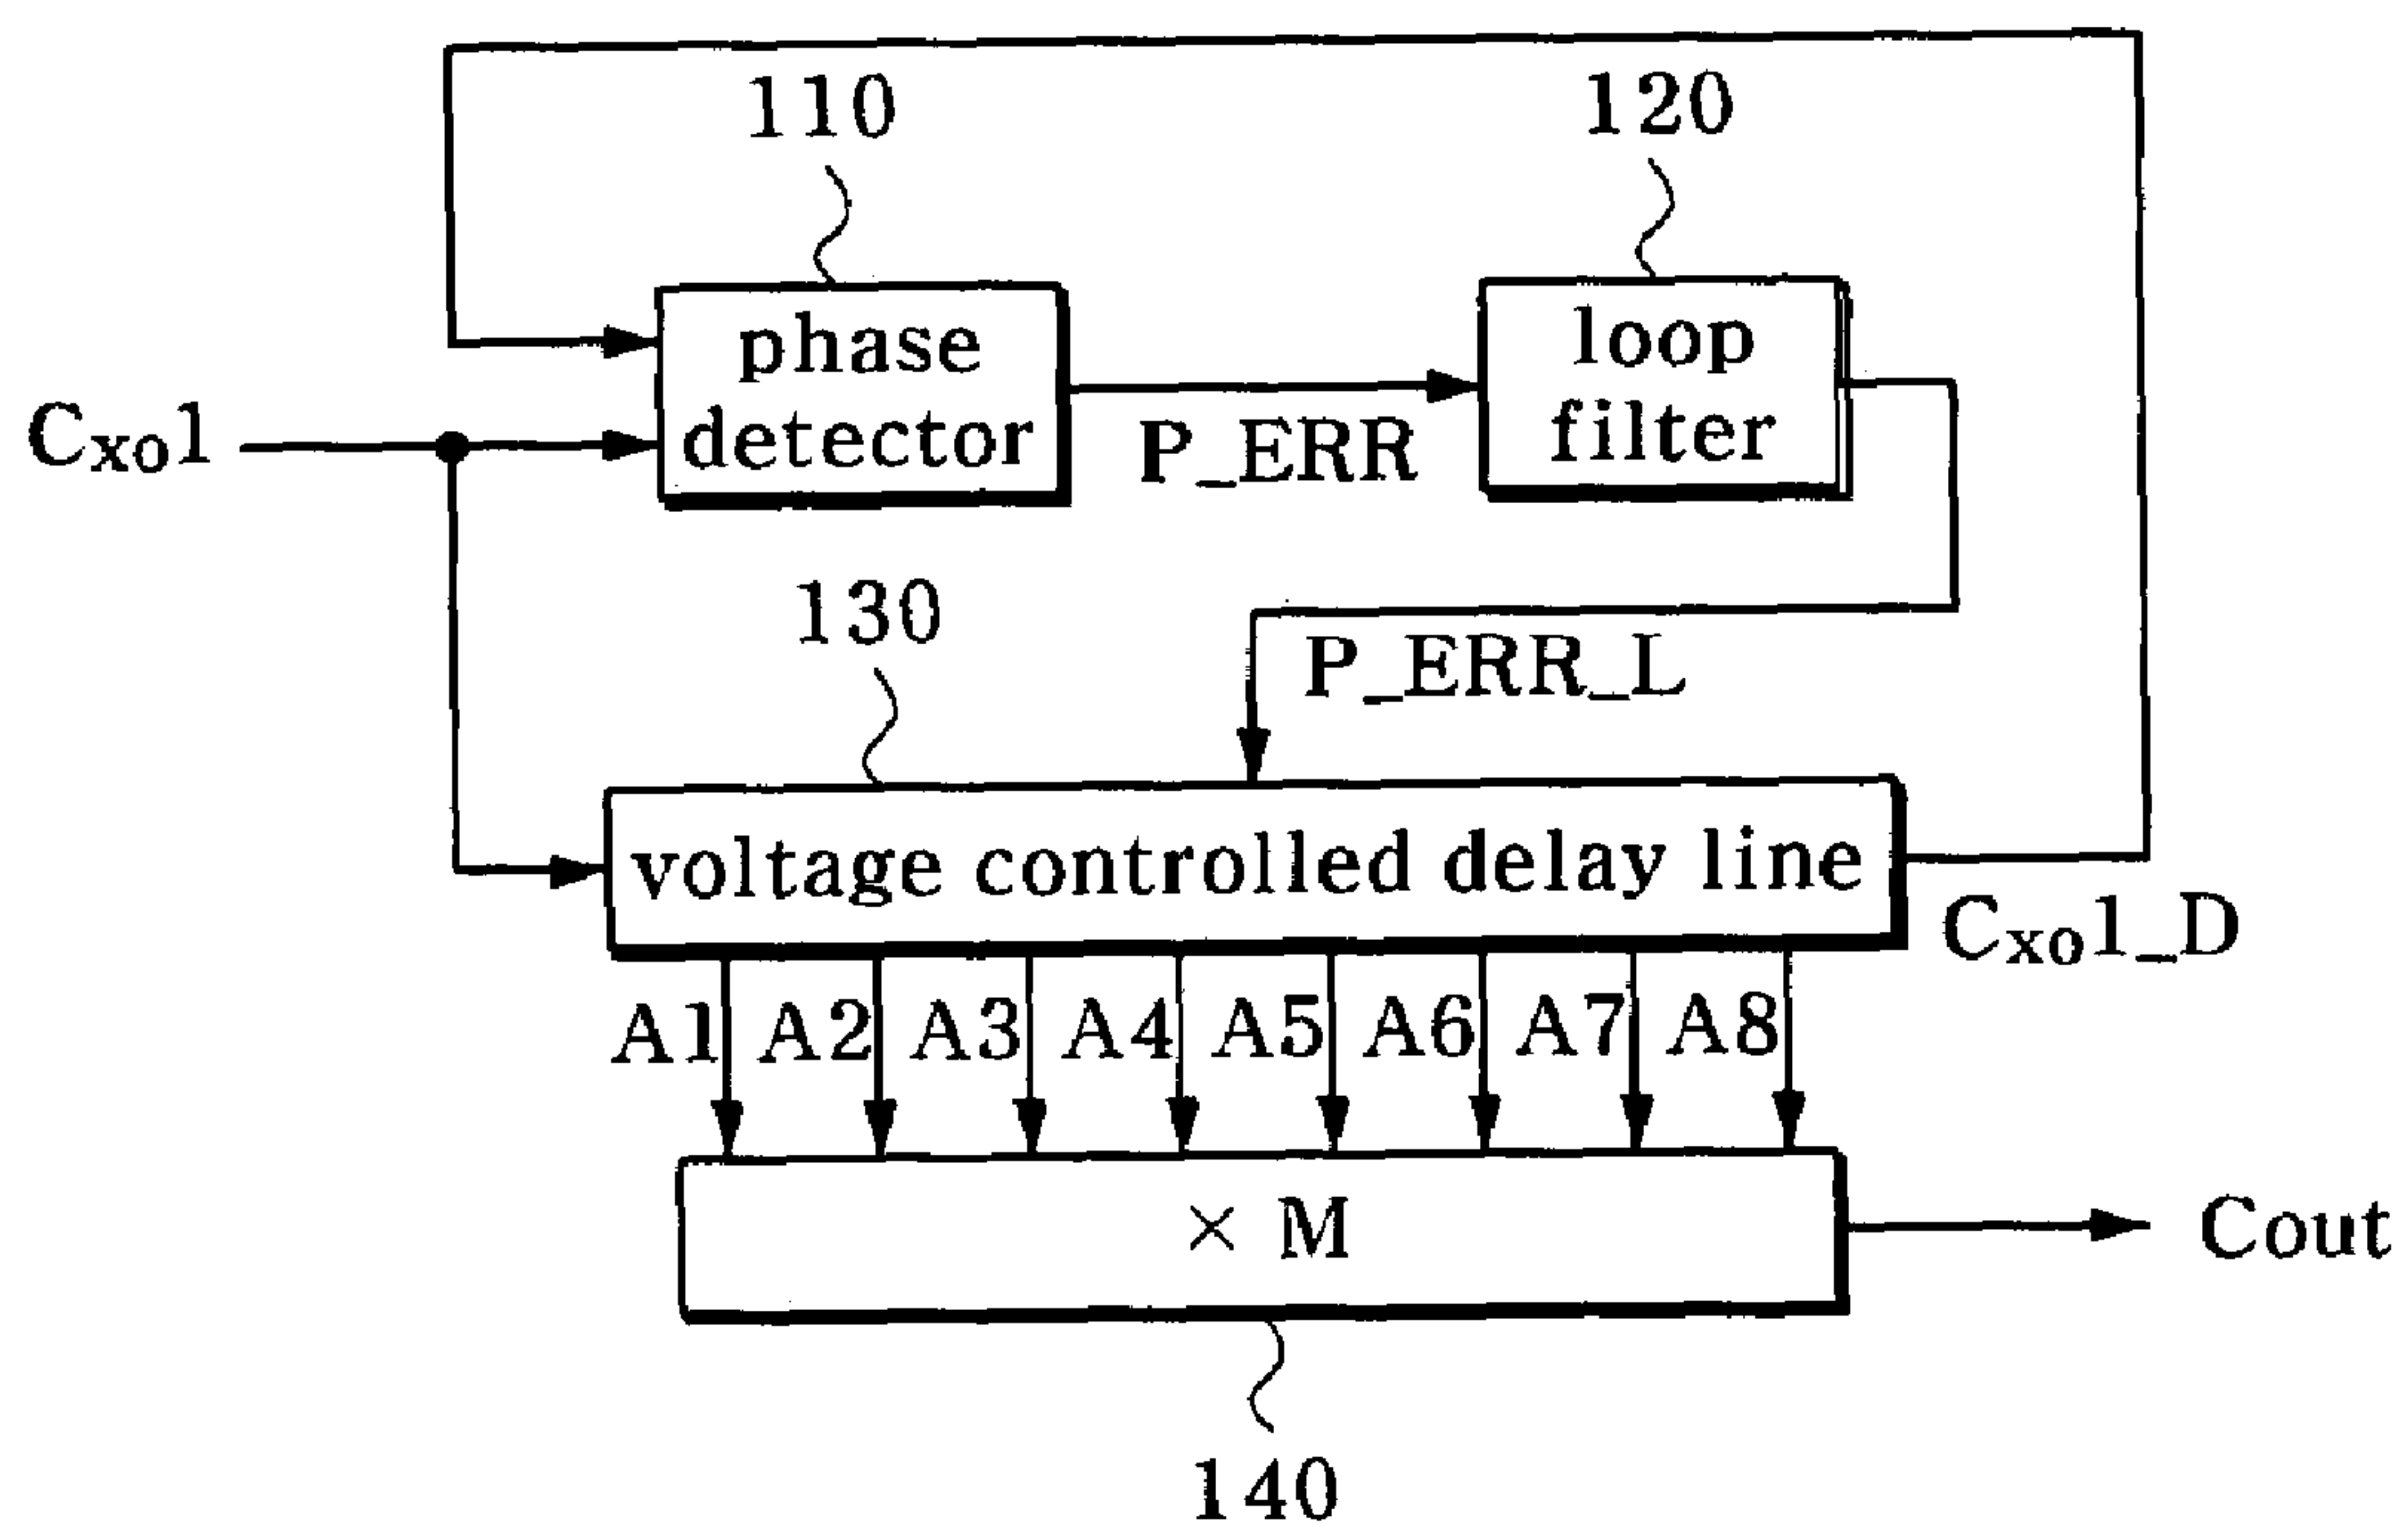 110
120
phase
detector
loop
filter
Cxo1
P_ERR
130
P_ERR_L
voltage controlled delay line
Cxo1_D
A1 A2 A3 A4 A5 A6 A7 A8
× M
Cout
140